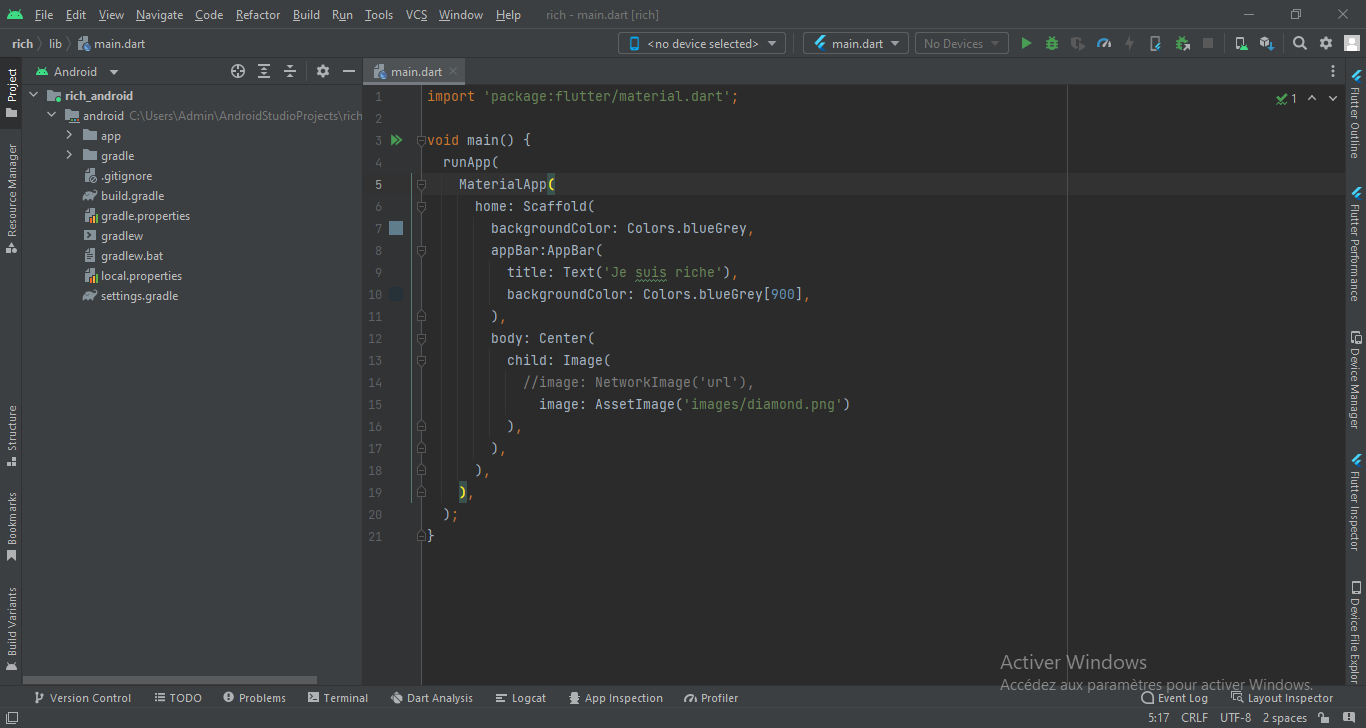 File Edit View Navigate Code Refactor Build Run Tools VCS Window Help rich - main.dart [rich]
rich lib main.dart <no device selected> main.dart No Devices
Android
main.dart
Project
Resource Manager
Structure
Bookmarks
Build Variants
rich_android
android C:\Users\Admin\AndroidStudioProjects\rich
app
gradle
.gitignore
build.gradle
gradle.properties
gradlew
gradlew.bat
local.properties
settings.gradle
1 import 'package:flutter/material.dart';
2
3 void main() {
4 runApp(
5 MaterialApp(
6 home: Scaffold(
7 backgroundColor: Colors.blueGrey,
8 appBar:AppBar(
9 title: Text('Je suis riche'),
10 backgroundColor: Colors.blueGrey[900],
11 ),
12 body: Center(
13 child: Image(
14 //image: NetworkImage('url'),
15 image: AssetImage('images/diamond.png')
16 ),
17 ),
18 ),
19 ),
20 );
21 }
1
Flutter Outline
Flutter Performance
Device Manager
Flutter Inspector
Device File Explor
Activer Windows
Accédez aux paramètres pour activer Windows.
Version Control TODO Problems Terminal Dart Analysis Logcat App Inspection Profiler Event Log Layout Inspector
5:17 CRLF UTF-8 2 spaces